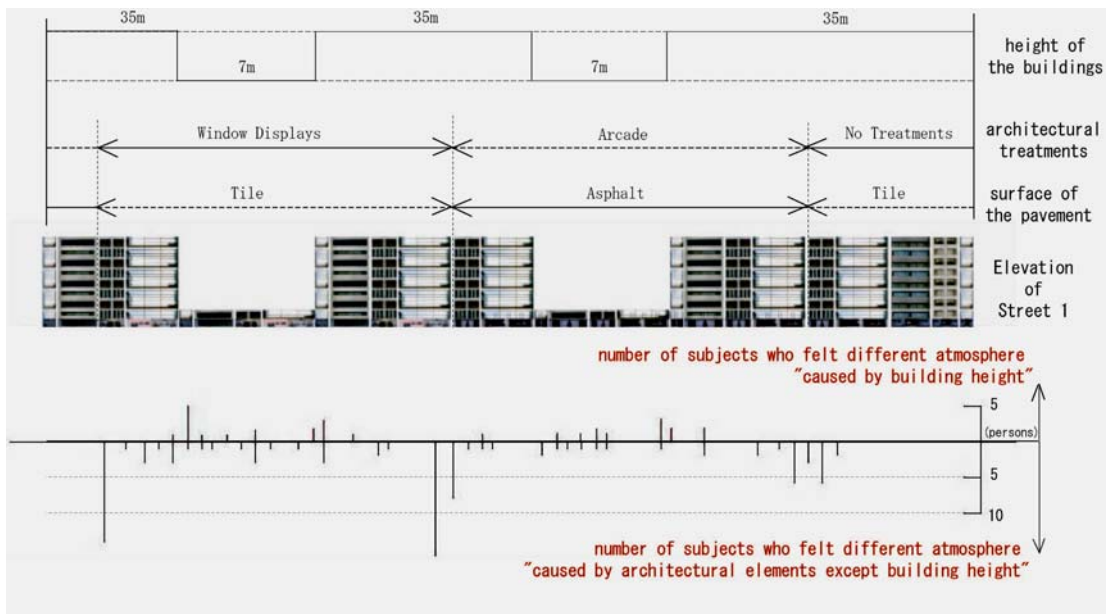 35m 35m 35m
7m 7m
height of
the buildings
Window Displays Arcade No Treatments
architectural
treatments
Tile Asphalt Tile
surface of
the pavement
Elevation
of
Street 1
number of subjects who felt different atmosphere
"caused by building height"
5
(persons)
5
10
number of subjects who felt different atmosphere
"caused by architectural elements except building height"